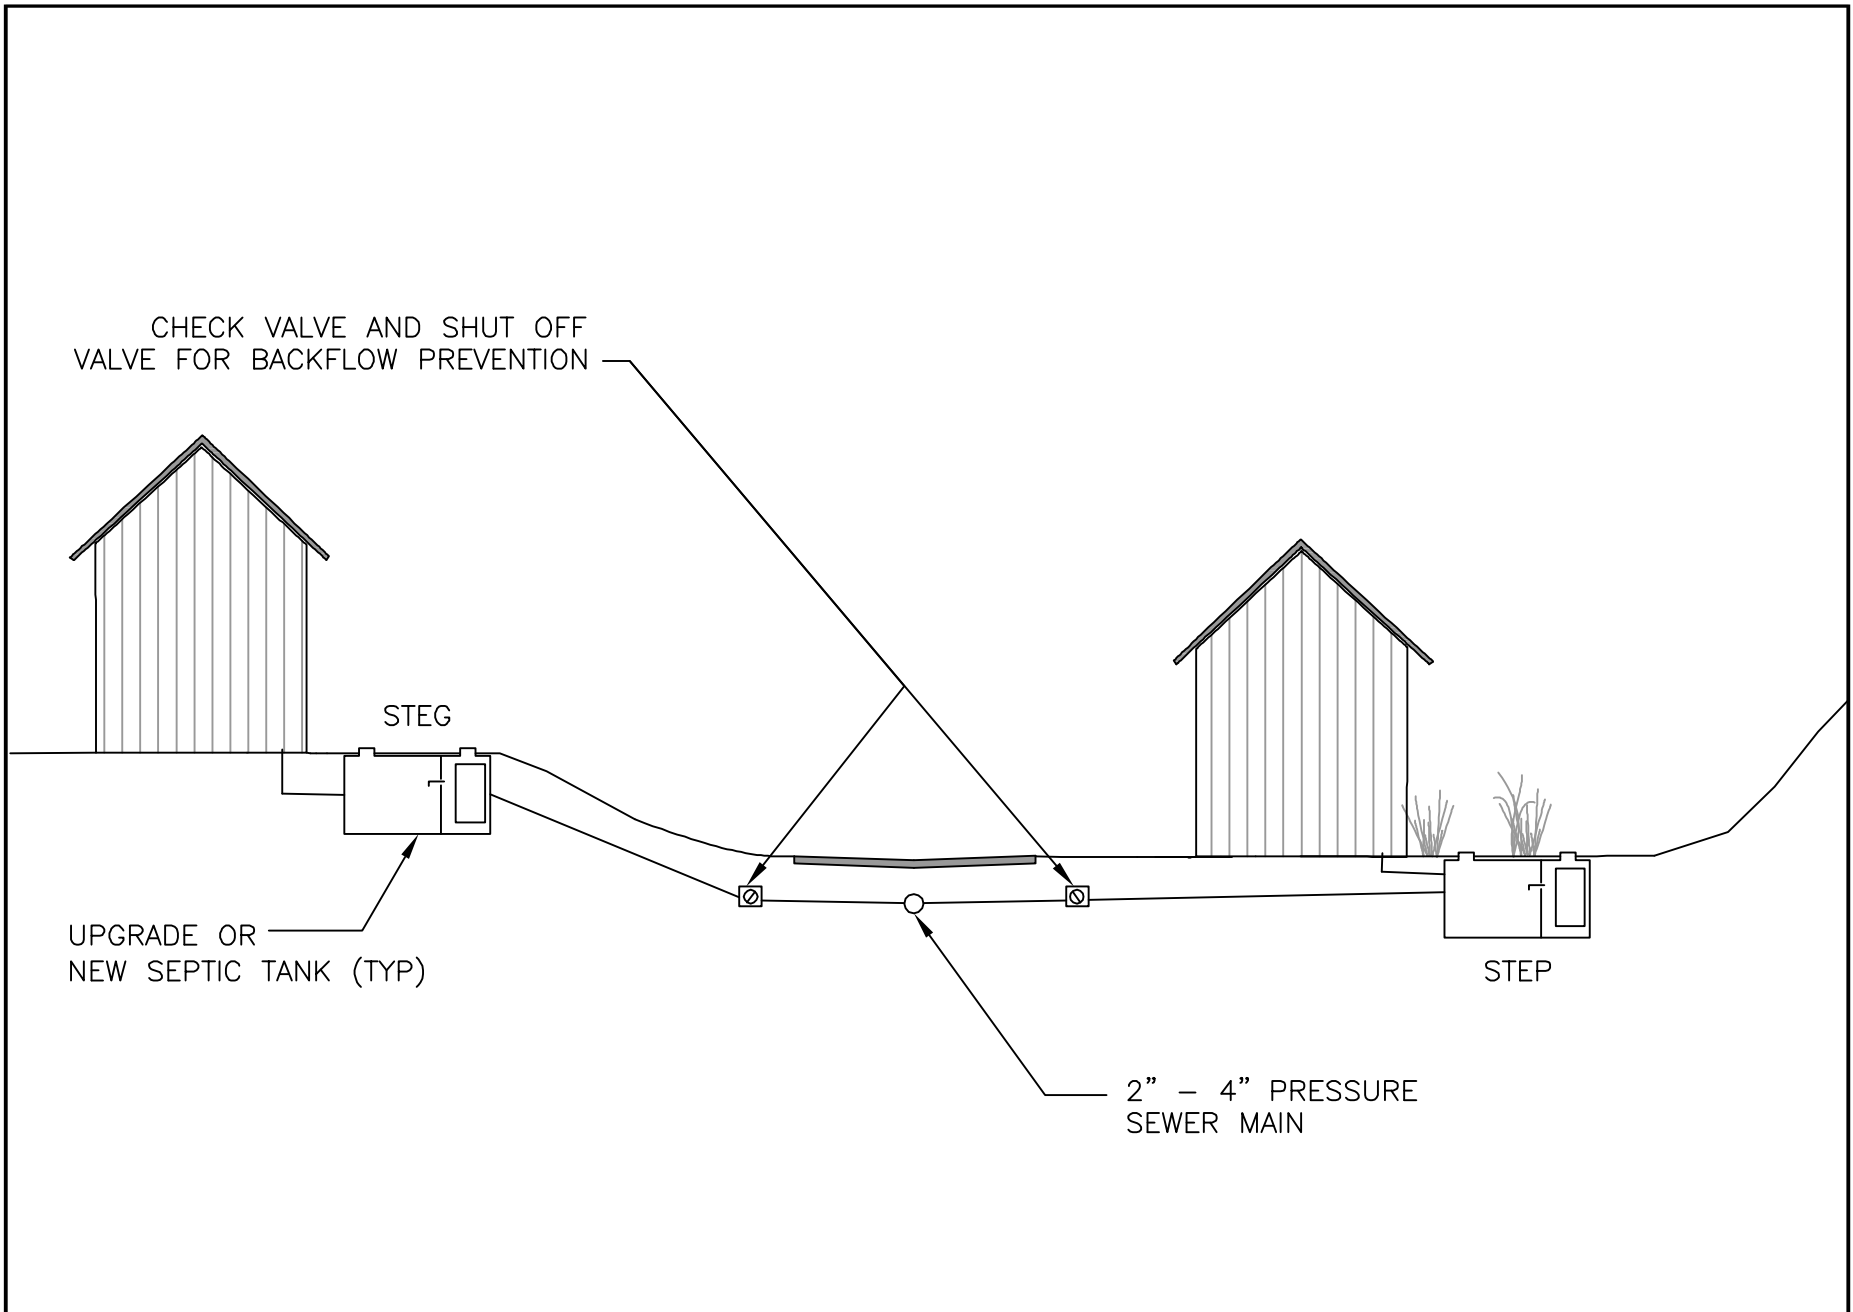 CHECK VALVE AND SHUT OFF
VALVE FOR BACKFLOW PREVENTION
STEG
UPGRADE OR
NEW SEPTIC TANK (TYP)
STEP
2” – 4” PRESSURE
SEWER MAIN